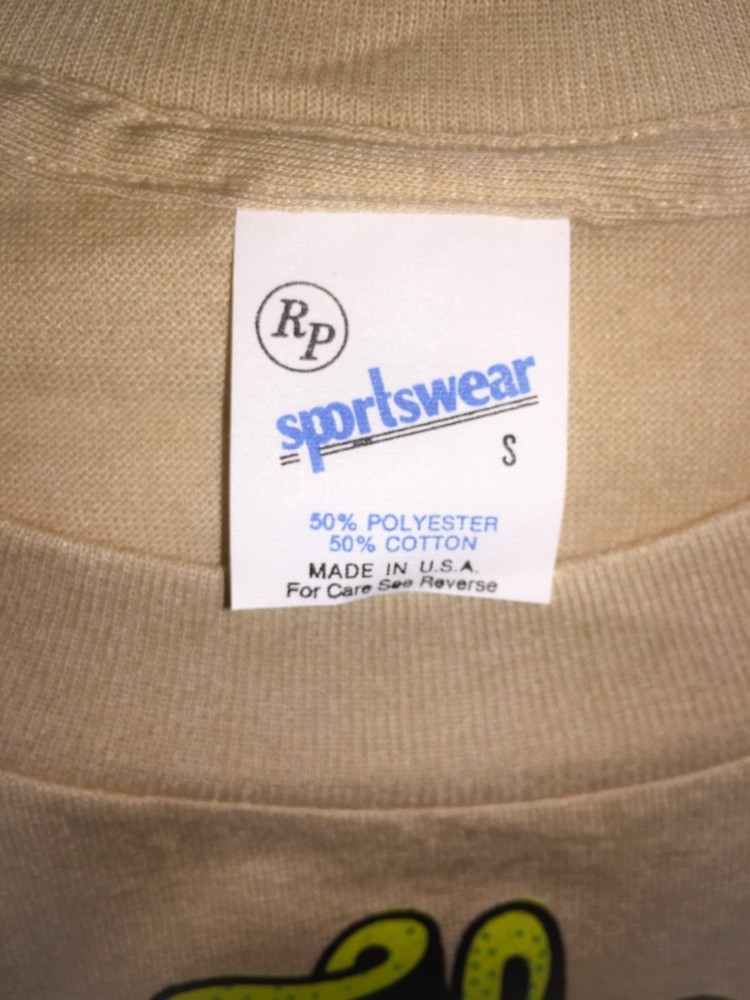 RP
sportswear
S
50% POLYESTER
50% COTTON
MADE IN U.S.A.
For Care See Reverse